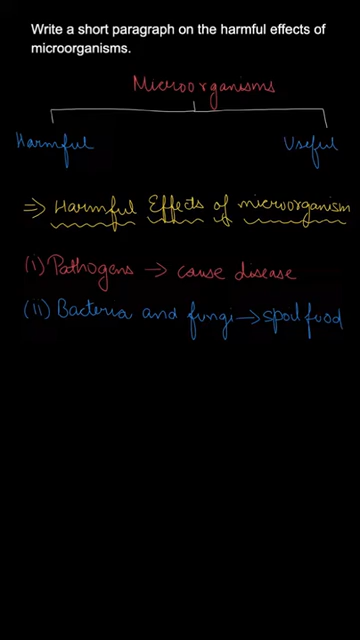 Write a short paragraph on the harmful effects of
microorganisms.
Microorganisms
Harmful Useful
⇒ Harmful Effects of microorganism
(i) Pathogens → cause disease
(ii) Bacteria and fungi → spoil food